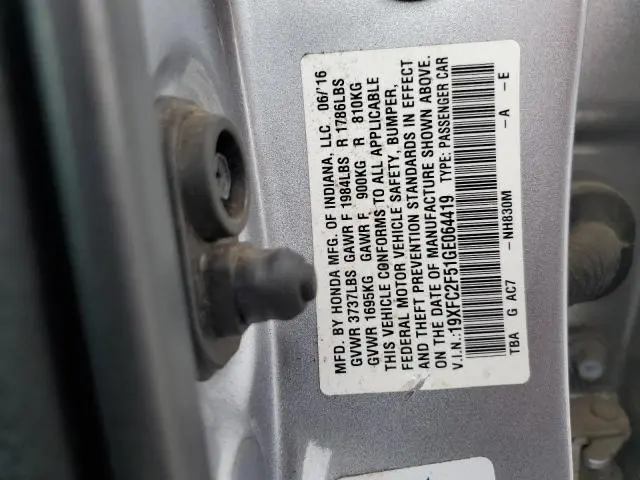 MFD. BY HONDA MFG. OF INDIANA, LLC 06/'16
GVWR 3737LBS GAWR F 1984LBS R 1786LBS
GVWR 1695KG GAWR F 900KG R 810KG
THIS VEHICLE CONFORMS TO ALL APPLICABLE
FEDERAL MOTOR VEHICLE SAFETY, BUMPER,
AND THEFT PREVENTION STANDARDS IN EFFECT
ON THE DATE OF MANUFACTURE SHOWN ABOVE.
V.I.N.:19XFC2F51GE064419 TYPE: PASSENGER CAR
TBA G AC7 – NH830M – A – E